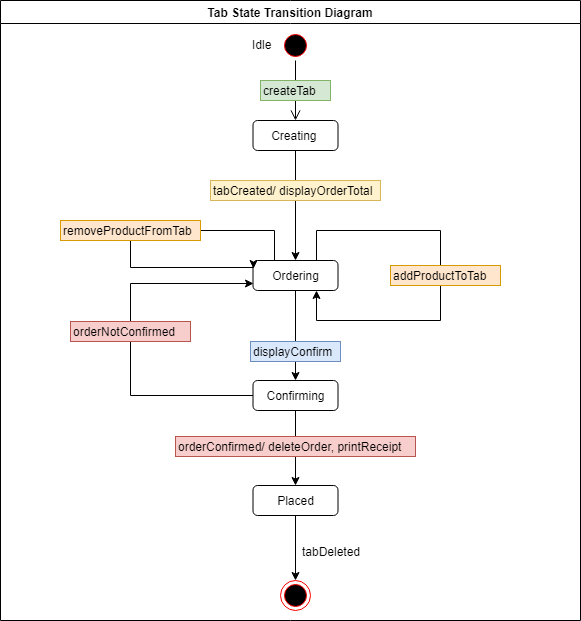 Tab State Transition Diagram
Idle
createTab
Creating
tabCreated/ displayOrderTotal
removeProductFromTab
Ordering
addProductToTab
orderNotConfirmed
displayConfirm
Confirming
orderConfirmed/ deleteOrder, printReceipt
Placed
tabDeleted